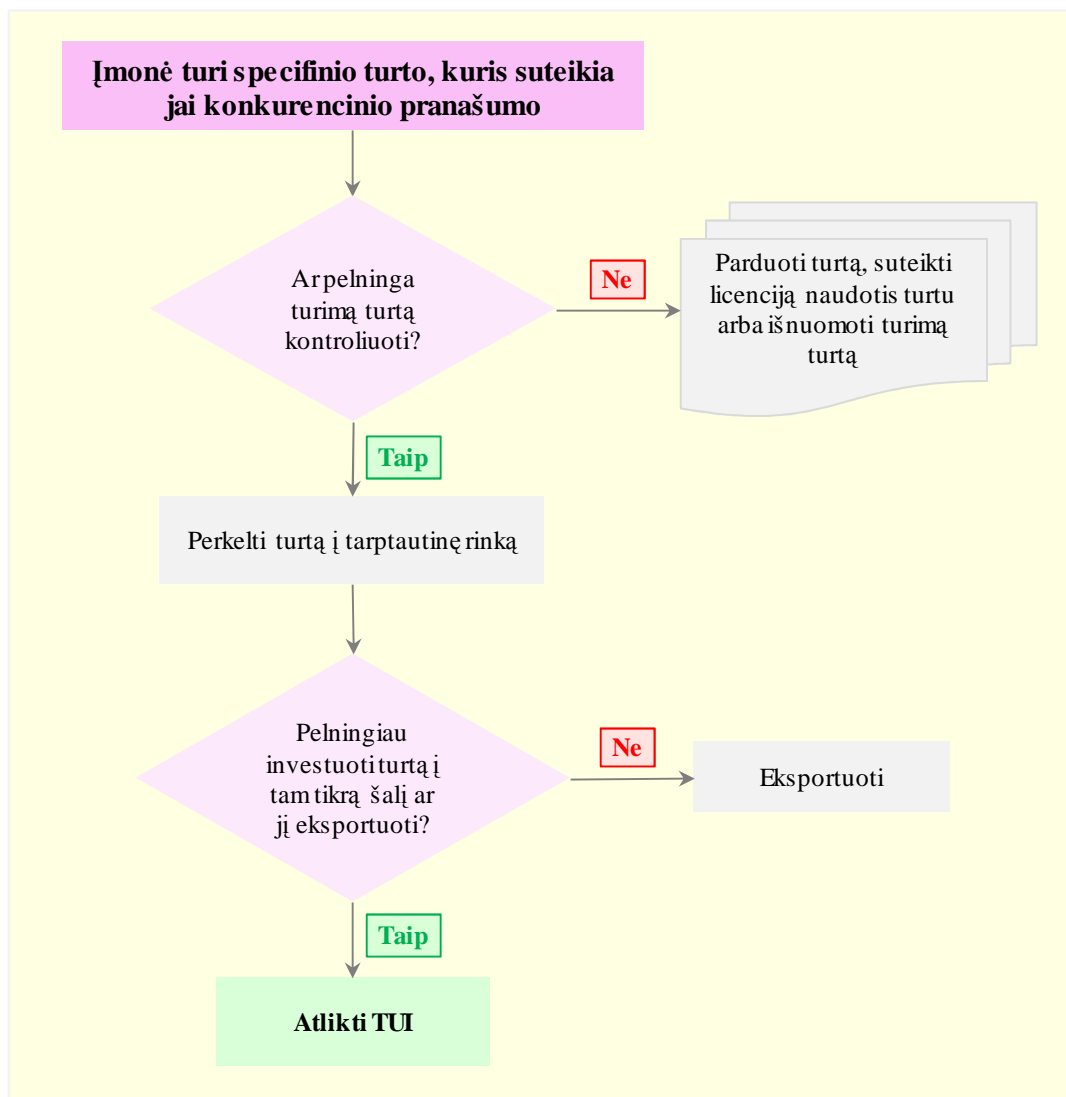 Įmonė turi specifinio turto, kuris suteikia
jai konkurencinio pranašumo
Ar pelninga
turimą turtą
kontroliuoti?
Ne
Parduoti turtą, suteikti
licenciją naudotis turtu
arba išnuomoti turimą
turtą
Taip
Perkelti turtą į tarptautinę rinką
Pelningiau
investuoti turtą į
tam tikrą šalį ar
jį eksportuoti?
Ne
Eksportuoti
Taip
Atlikti TUI